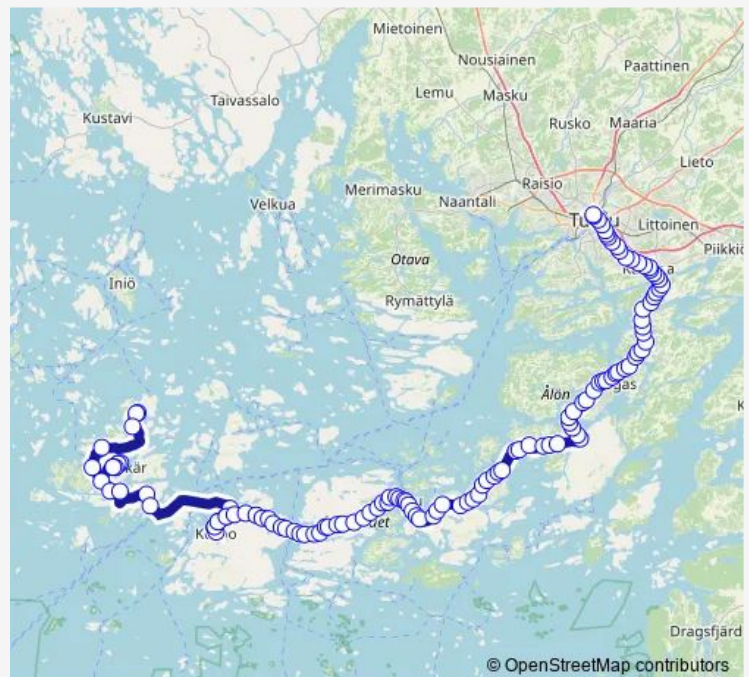 Mietoinen
Nousiainen
Paattinen
Taivassalo
Lemu
Masku
Kustavi
Rusko
Maaria
Lieto
Raisio
Merimasku
Naantali
Velkua
Littoinen
Otava
Iniö
Rymättylä
Ålön
Dragsfjärd
© OpenStreetMap contributors